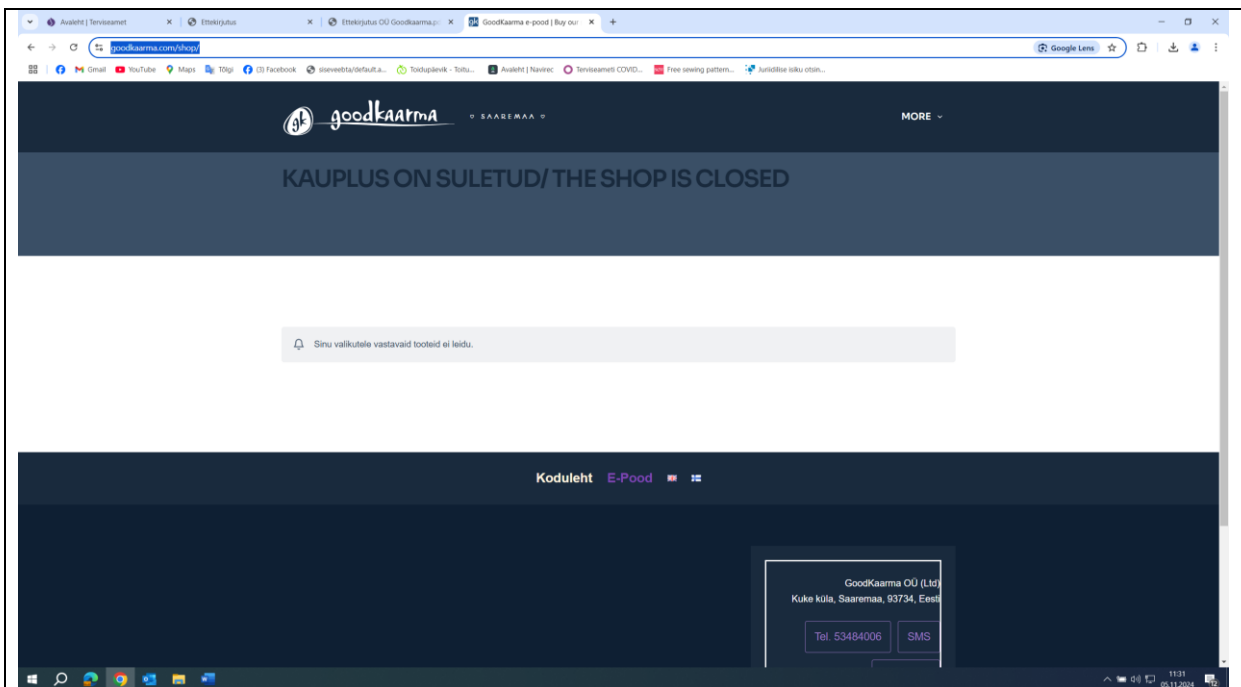 Avaleht | Terviseamet
Ettekirjutus
Ettekirjutus OÜ Goodkaarma.p
GoodKaarma e-pood | Buy our
goodkaarma.com/shop/
Google Lens
Gmail
YouTube
Maps
Tõlgi
(3) Facebook
siseveebta/default.a...
Toidupäevik - Toitu...
Avaleht | Navirec
Terviseameti COVID...
Free sewing pattern...
Juriidilise isiku otsin...
gk goodkaarma
SAAREMAA
MORE
KAUPLUS ON SULETUD/ THE SHOP IS CLOSED
Sinu valikutele vastavaid tooteid ei leidu.
Koduleht E-Pood
GoodKaarma OÜ (Ltd)
Kuke küla, Saaremaa, 93734, Eesti
Tel. 53484006
SMS
11:31
05.11.2024